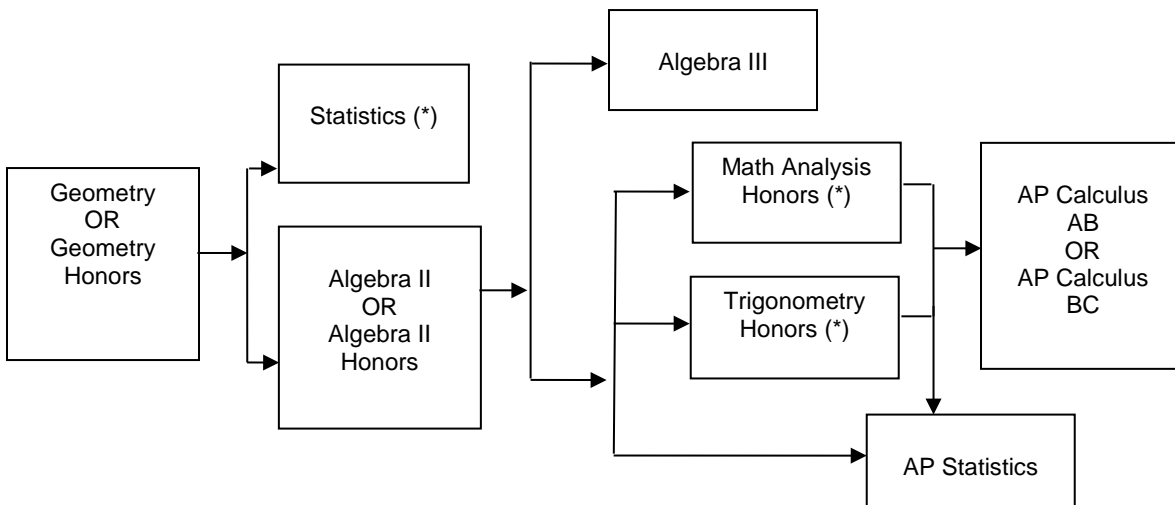 Geometry
OR
Geometry
Honors
Statistics (*)
Algebra II
OR
Algebra II
Honors
Algebra III
Math Analysis
Honors (*)
Trigonometry
Honors (*)
AP Calculus
AB
OR
AP Calculus
BC
AP Statistics